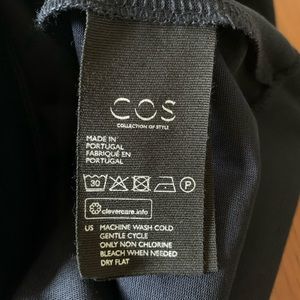 COS
COLLECTION OF STYLE
MADE IN
PORTUGAL
FABRIQUÉ EN
PORTUGAL
30
P
clevercare.info
US MACHINE WASH COLD
GENTLE CYCLE
ONLY NON CHLORINE
BLEACH WHEN NEEDED
DRY FLAT